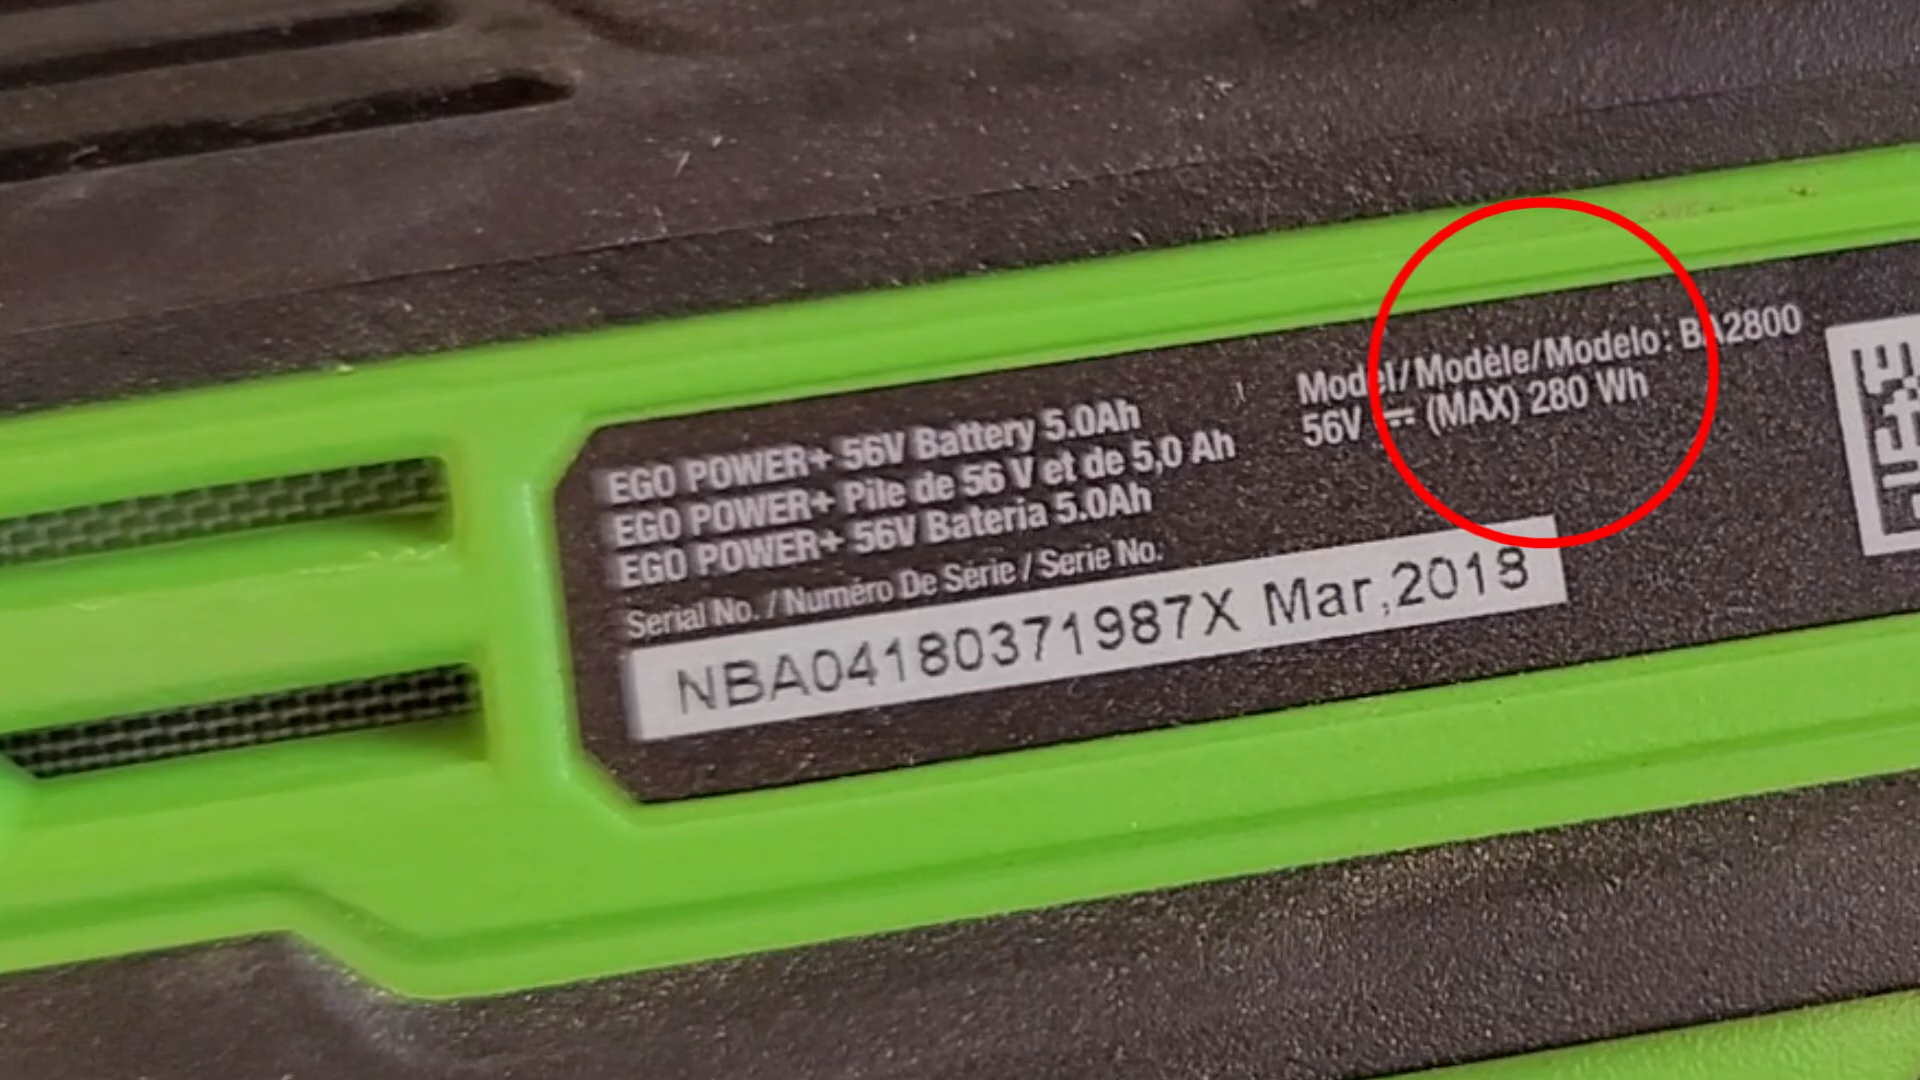 EGO POWER+ 56V Battery 5.0Ah
EGO POWER+ Pile de 56 V et de 5,0 Ah
EGO POWER+ 56V Bateria 5.0Ah
Serial No. / Numéro De Série / Serie No.:
NBA04180371987X Mar,2018
Model/Modèle/Modelo: BA2800
56V ⎓ (MAX) 280 Wh